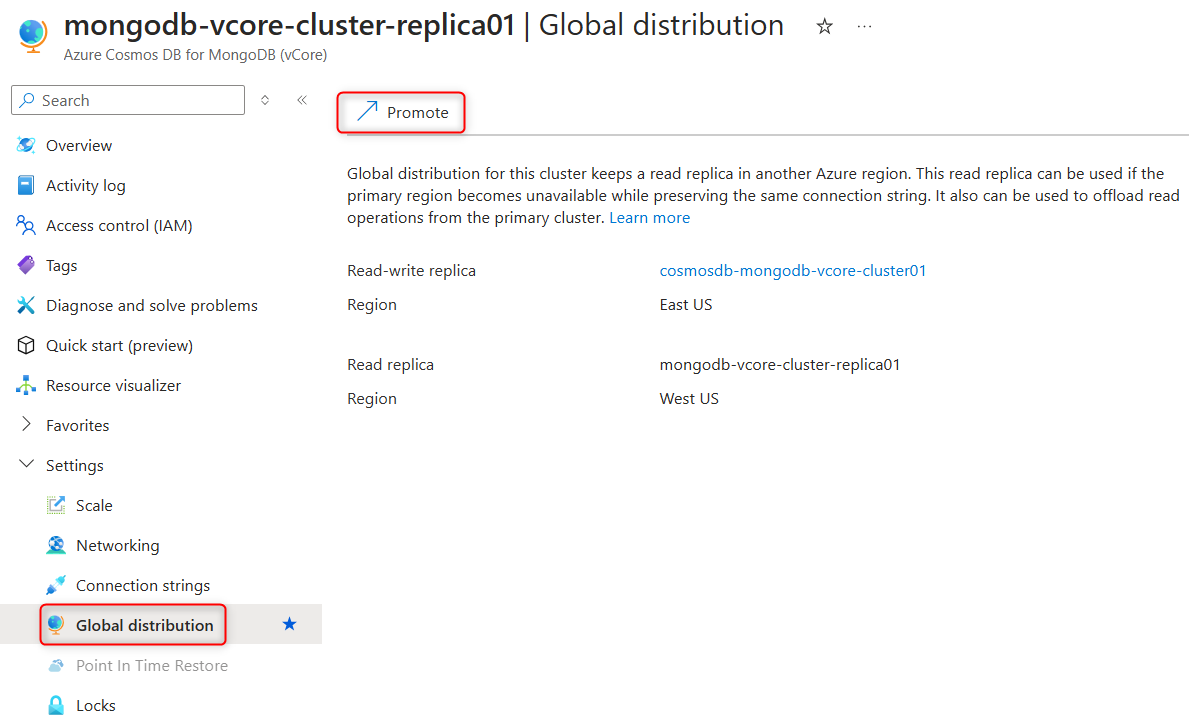 mongodb-vcore-cluster-replica01 | Global distribution
Azure Cosmos DB for MongoDB (vCore)
Search
Overview
Activity log
Access control (IAM)
Tags
Diagnose and solve problems
Quick start (preview)
Resource visualizer
Favorites
Settings
Scale
Networking
Connection strings
Global distribution
Point In Time Restore
Locks
Promote
Global distribution for this cluster keeps a read replica in another Azure region. This read replica can be used if the
primary region becomes unavailable while preserving the same connection string. It also can be used to offload read
operations from the primary cluster. Learn more
Read-write replica cosmosdb-mongodb-vcore-cluster01
Region East US
Read replica mongodb-vcore-cluster-replica01
Region West US